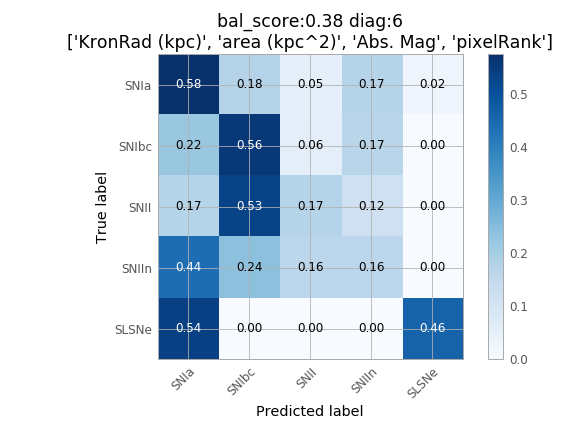 bal_score:0.38 diag:6
['KronRad (kpc)', 'area (kpc^2)', 'Abs. Mag', 'pixelRank']
SNIa 0.58 0.18 0.05 0.17 0.02
SNIbc 0.22 0.56 0.06 0.17 0.00
SNII 0.17 0.53 0.17 0.12 0.00
SNIIn 0.44 0.24 0.16 0.16 0.00
SLSNe 0.54 0.00 0.00 0.00 0.46
True label
SNIa SNIbc SNII SNIIn SLSNe
Predicted label
0.5
0.4
0.3
0.2
0.1
0.0